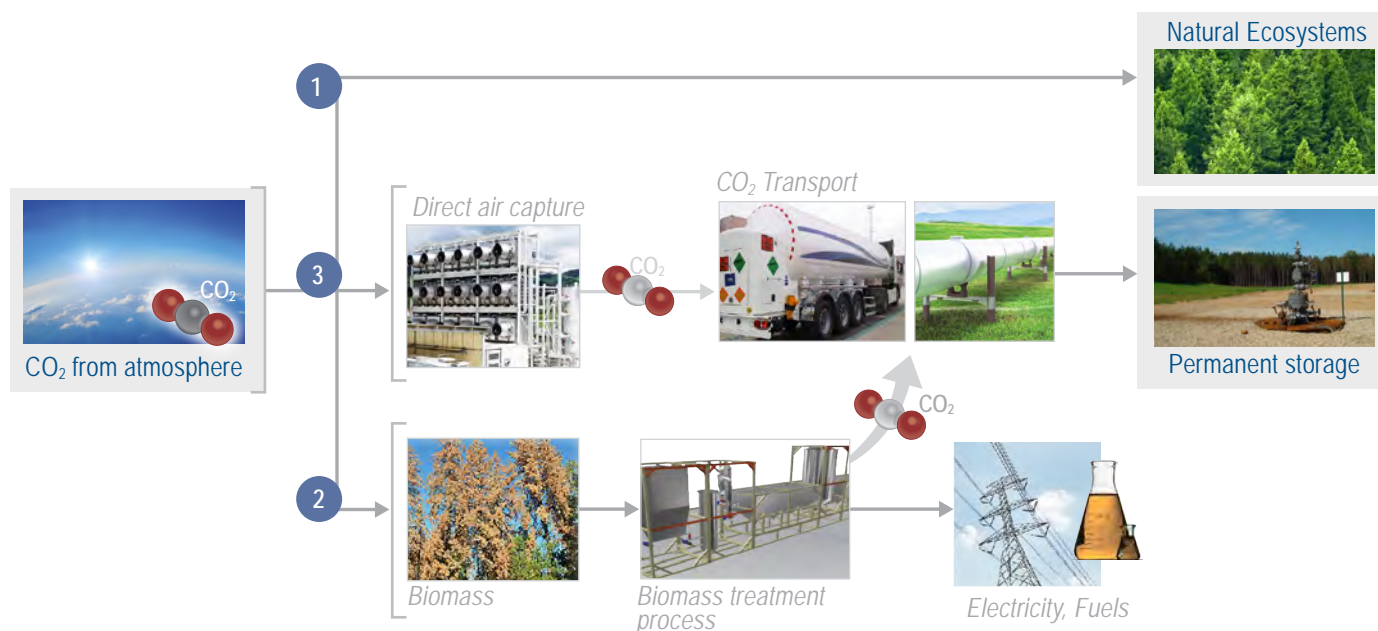 Natural Ecosystems
1
CO₂ Transport
Direct air capture
3
CO₂
CO₂
CO₂ from atmosphere
Permanent storage
CO₂
2
Biomass
Biomass treatment
process
Electricity, Fuels